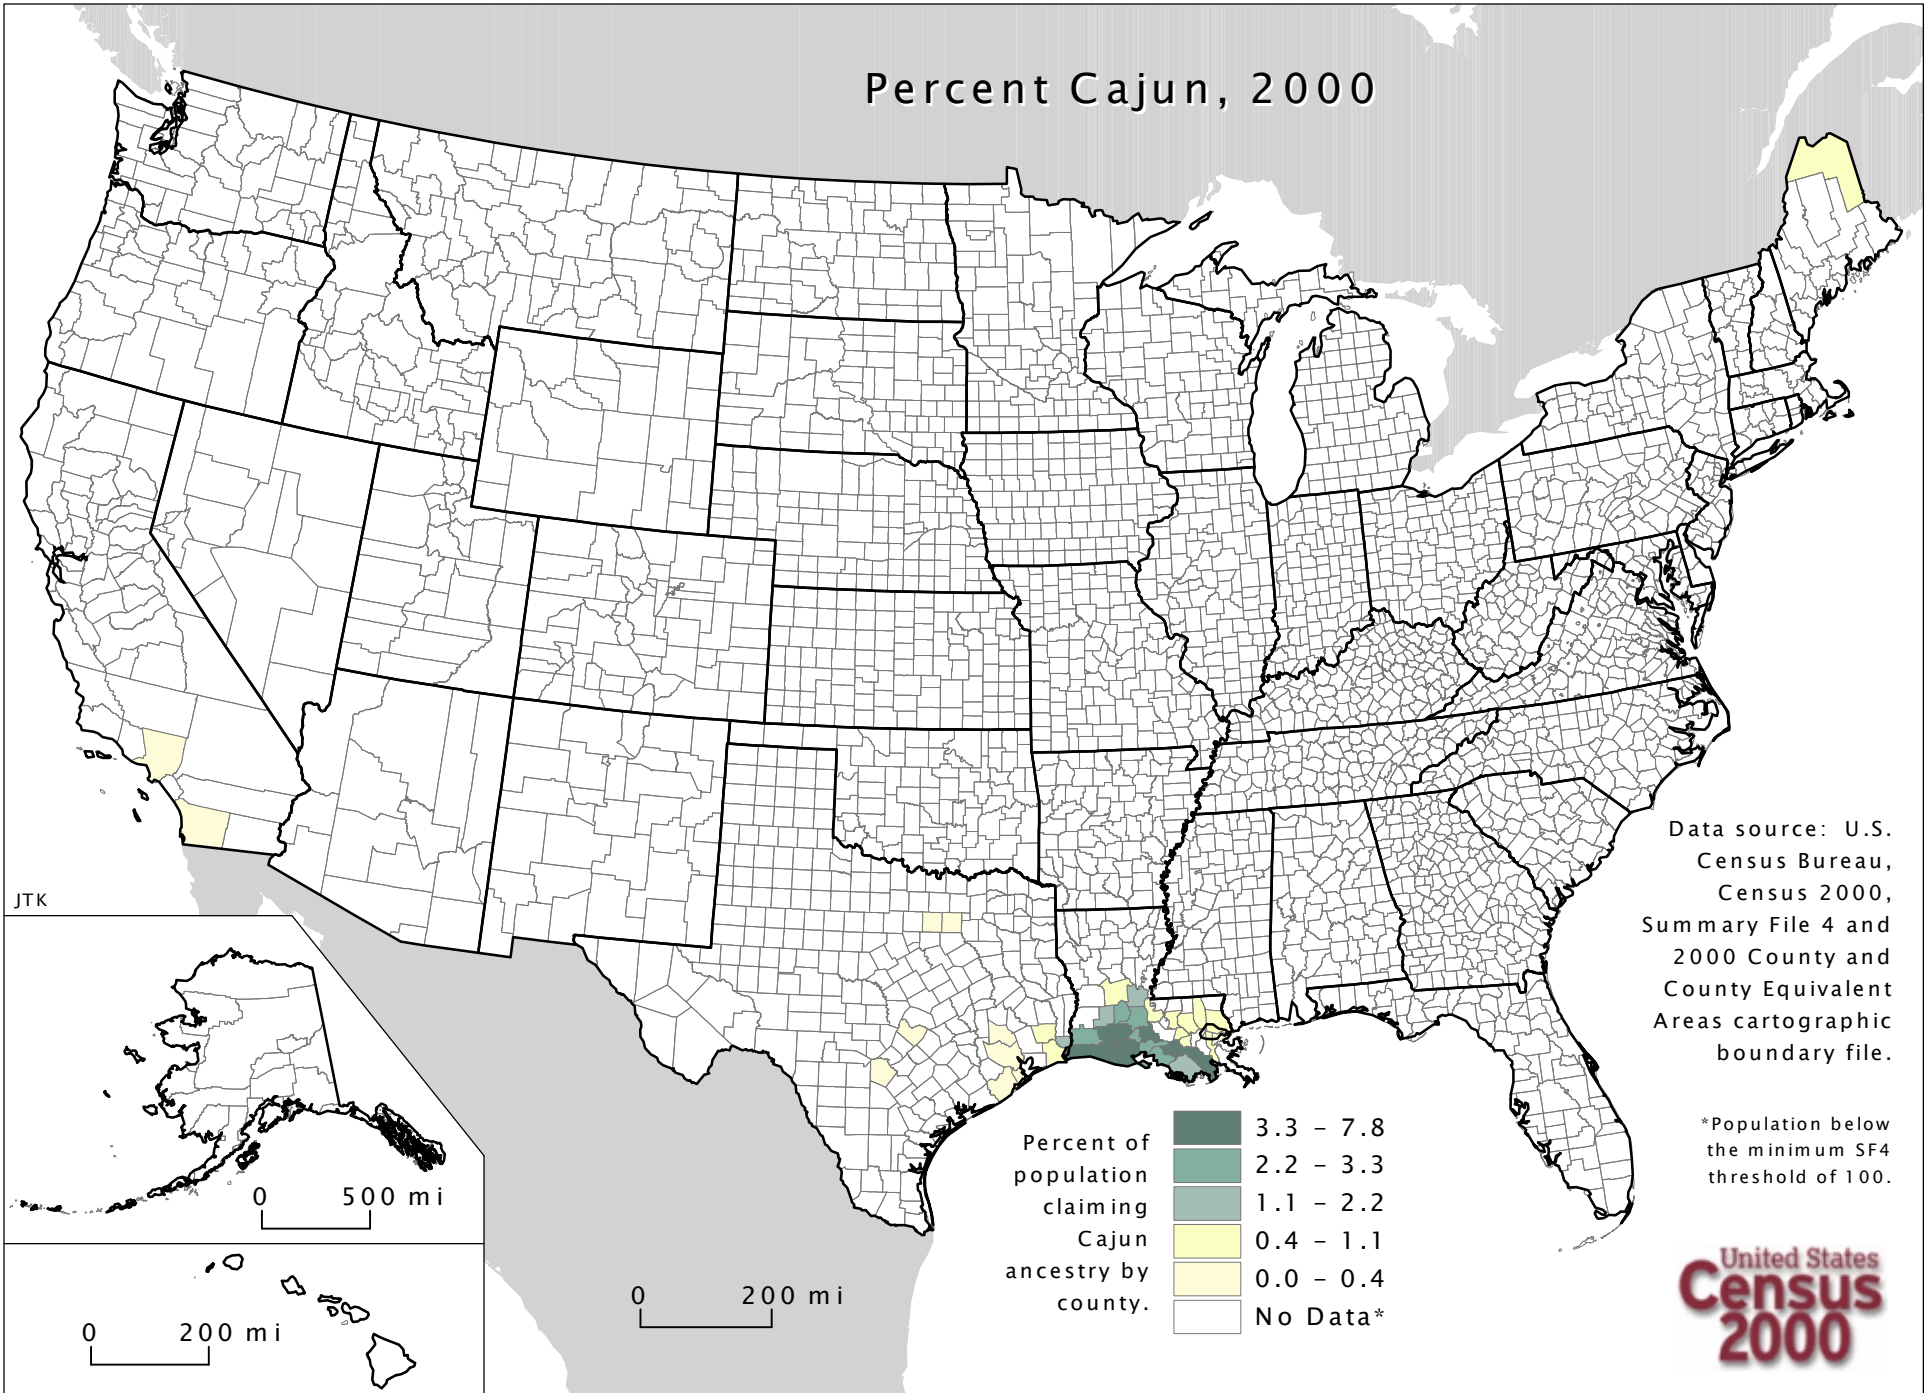 Percent Cajun, 2000
Data source: U.S.
Census Bureau,
Census 2000,
Summary File 4 and
2000 County and
County Equivalent
Areas cartographic
boundary file.
*Population below
the minimum SF4
threshold of 100.
JTK
0 500 mi
0 200 mi
0 200 mi
Percent of
population
claiming
Cajun
ancestry by
county.
3.3 – 7.8
2.2 – 3.3
1.1 – 2.2
0.4 – 1.1
0.0 – 0.4
No Data*
United States
Census
2000